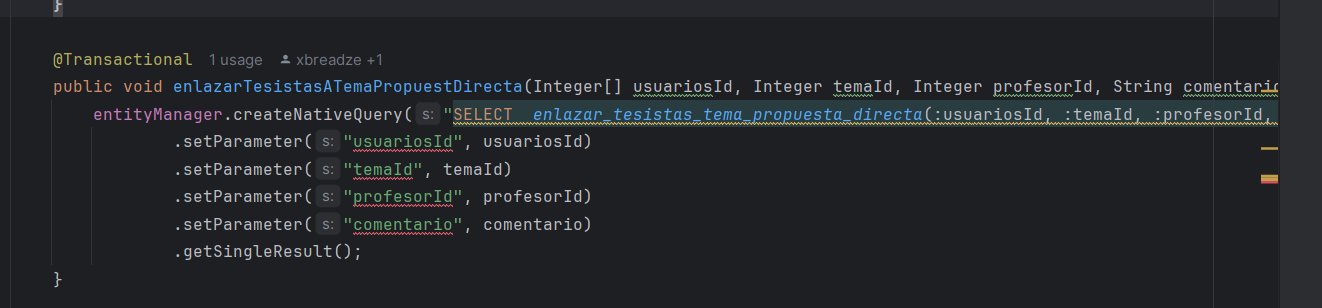 }
@Transactional 1 usage xbreadze +1
public void enlazarTesistasATemaPropuestDirecta(Integer[] usuariosId, Integer temaId, Integer profesorId, String comentario
entityManager.createNativeQuery( s: "SELECT  enlazar_tesistas_tema_propuesta_directa(:usuariosId, :temaId, :profesorId,
.setParameter( s: "usuariosId", usuariosId)
.setParameter( s: "temaId", temaId)
.setParameter( s: "profesorId", profesorId)
.setParameter( s: "comentario", comentario)
.getSingleResult();
}